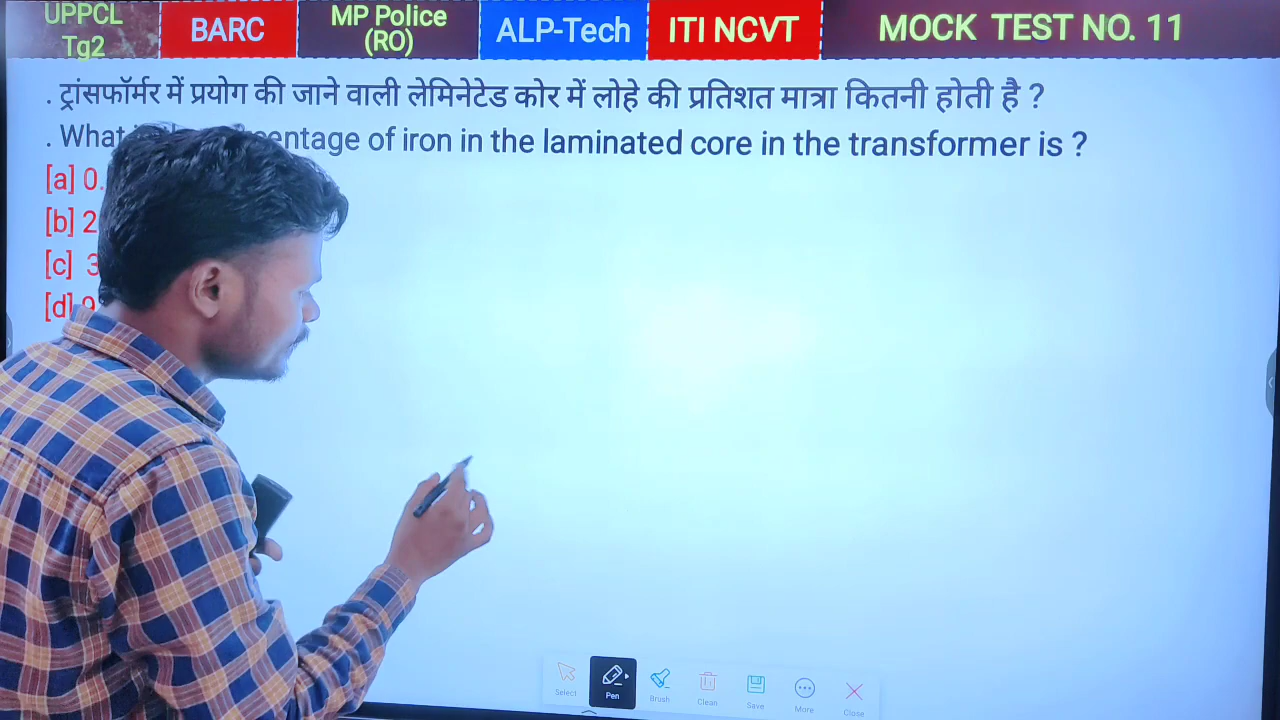 UPPCL
Tg2
BARC
MP Police
(RO)
ALP-Tech
ITI NCVT
MOCK TEST NO. 11
. ट्रांसफॉर्मर में प्रयोग की जाने वाली लेमिनेटेड कोर में लोहे की प्रतिशत मात्रा कितनी होती है ?
. What of iron in the laminated core in the transformer is ?
[a] 0.
[b] 2
[c] 3
[d] 9
Select
Pen
Brush
Clean
Save
More
Close